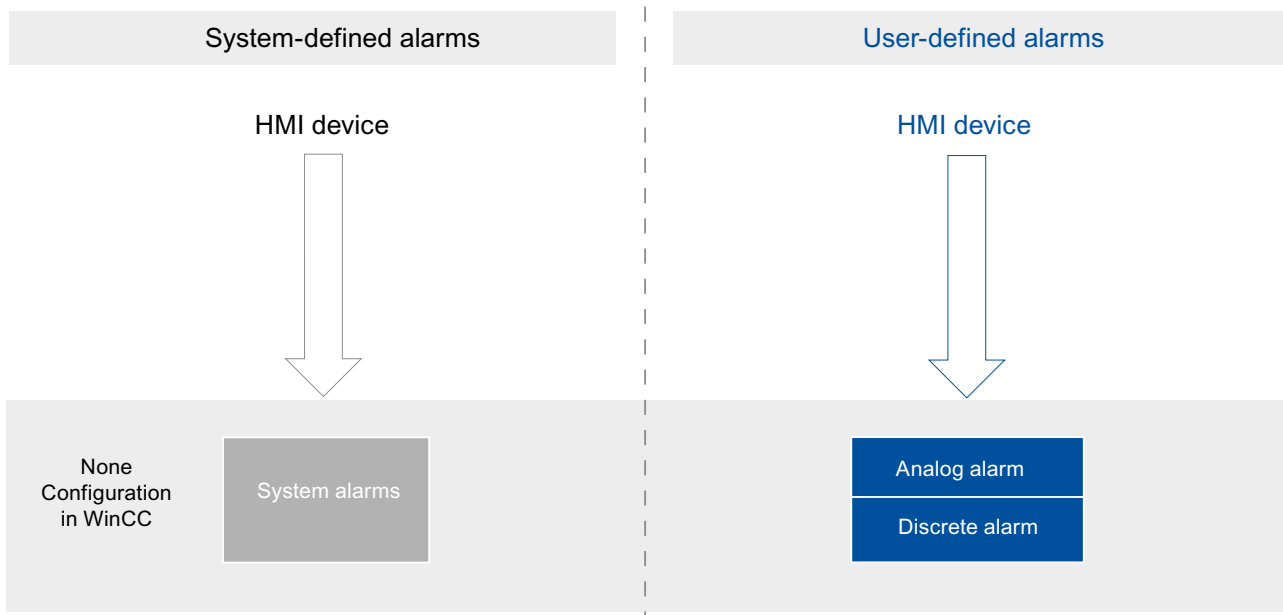 System-defined alarms
User-defined alarms
HMI device
HMI device
None
Configuration
in WinCC
System alarms
Analog alarm
Discrete alarm